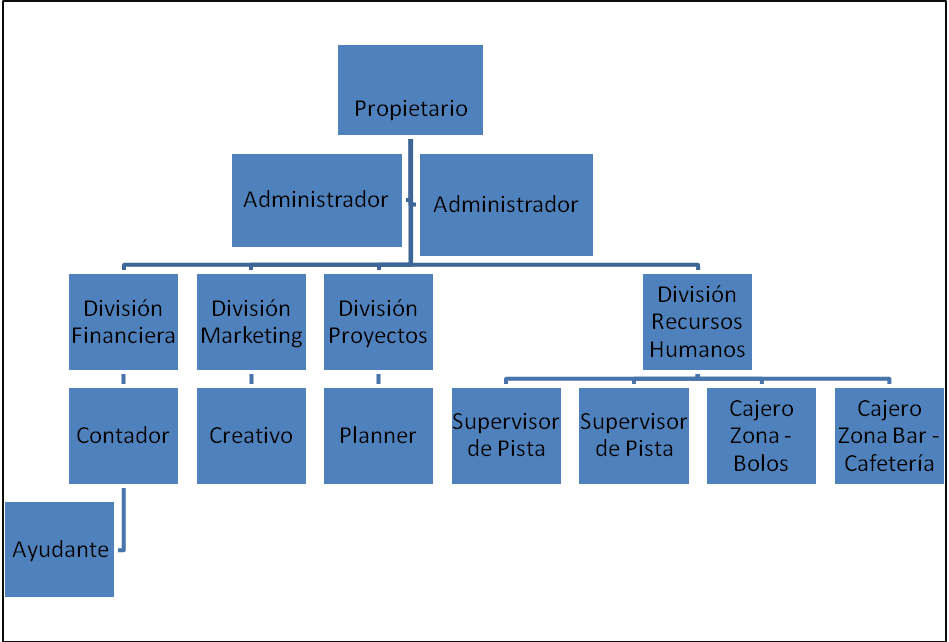 Propietario
Administrador
Administrador
División
Financiera
División
Marketing
División
Proyectos
División
Recursos
Humanos
Contador
Creativo
Planner
Supervisor
de Pista
Supervisor
de Pista
Cajero
Zona -
Bolos
Cajero
Zona Bar -
Cafetería
Ayudante